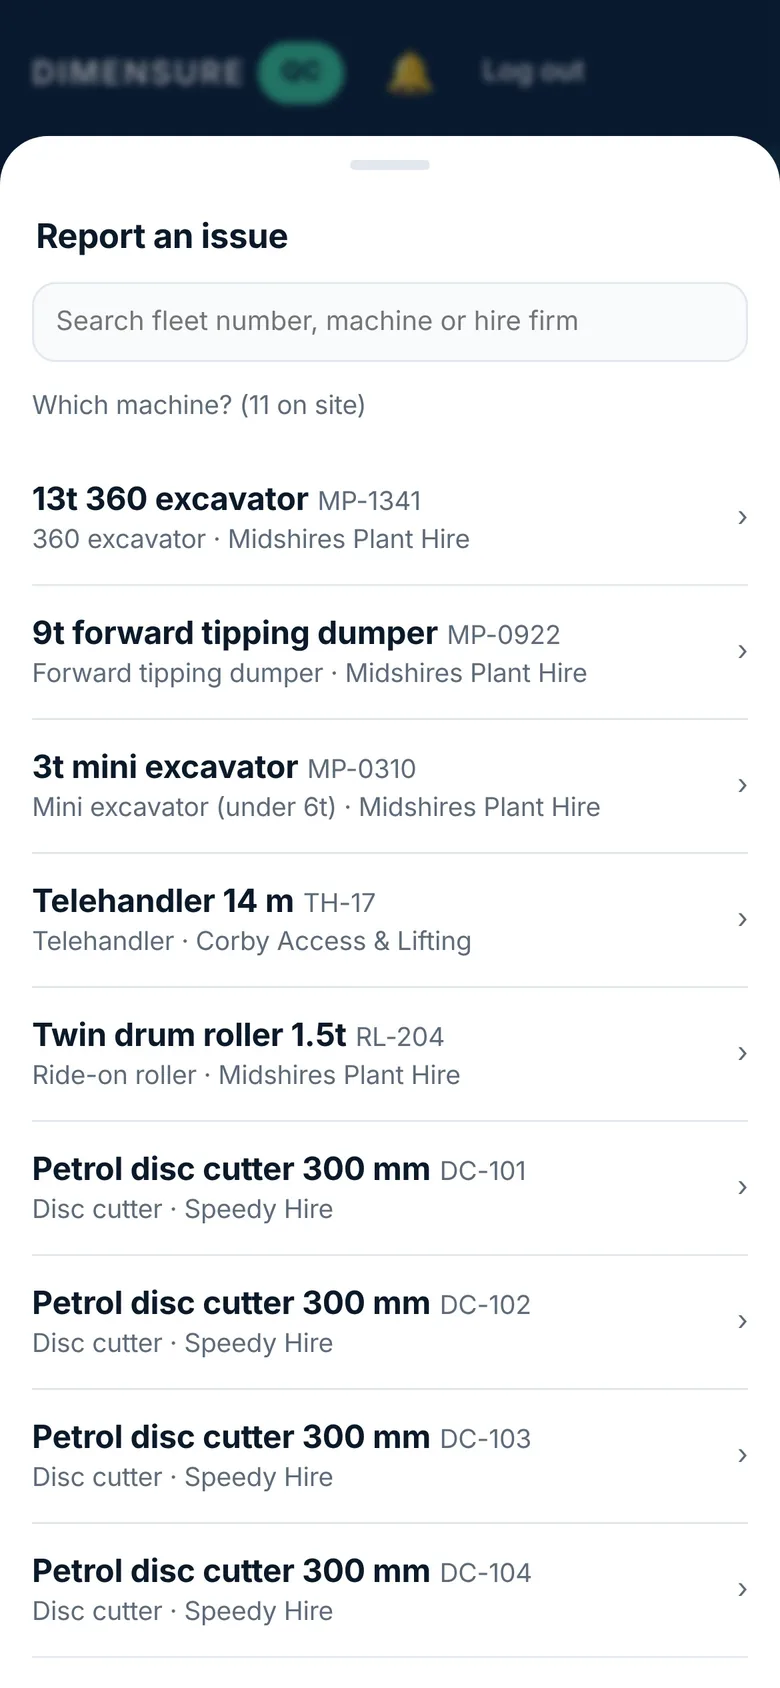 DIMENSURE QC Log out
Report an issue
Search fleet number, machine or hire firm
Which machine? (11 on site)
13t 360 excavator MP-1341
360 excavator · Midshires Plant Hire
9t forward tipping dumper MP-0922
Forward tipping dumper · Midshires Plant Hire
3t mini excavator MP-0310
Mini excavator (under 6t) · Midshires Plant Hire
Telehandler 14 m TH-17
Telehandler · Corby Access & Lifting
Twin drum roller 1.5t RL-204
Ride-on roller · Midshires Plant Hire
Petrol disc cutter 300 mm DC-101
Disc cutter · Speedy Hire
Petrol disc cutter 300 mm DC-102
Disc cutter · Speedy Hire
Petrol disc cutter 300 mm DC-103
Disc cutter · Speedy Hire
Petrol disc cutter 300 mm DC-104
Disc cutter · Speedy Hire